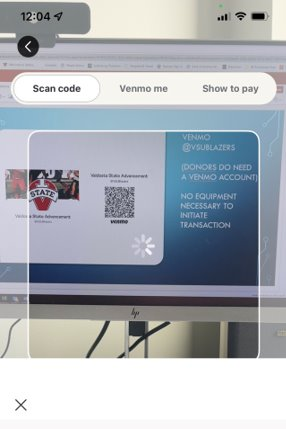 12:04
Scan code
Venmo me
Show to pay
VENMO
@VSUBLAZERS
(DONORS DO NEED
A VENMO ACCOUNT)
NO EQUIPMENT
NECESSARY TO
INITIATE
TRANSACTION
Valdosta State Advancement
venmo
STATE
Valdosta State Advancement
hp